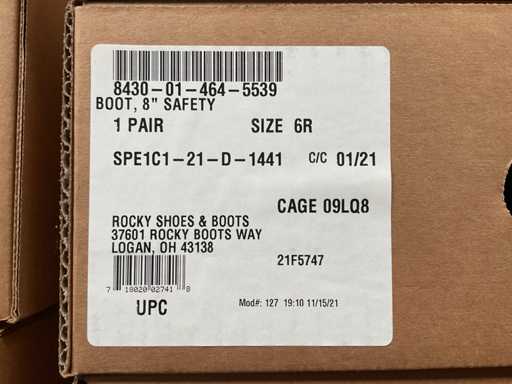 8430-01-464-5539
BOOT, 8" SAFETY
1 PAIR SIZE 6R
SPE1C1-21-D-1441 C/C 01/21
CAGE 09LQ8
ROCKY SHOES & BOOTS
37601 ROCKY BOOTS WAY
LOGAN, OH 43138
21F5747
7 18020 02741 8
UPC Mod#: 127 19:10 11/15/21